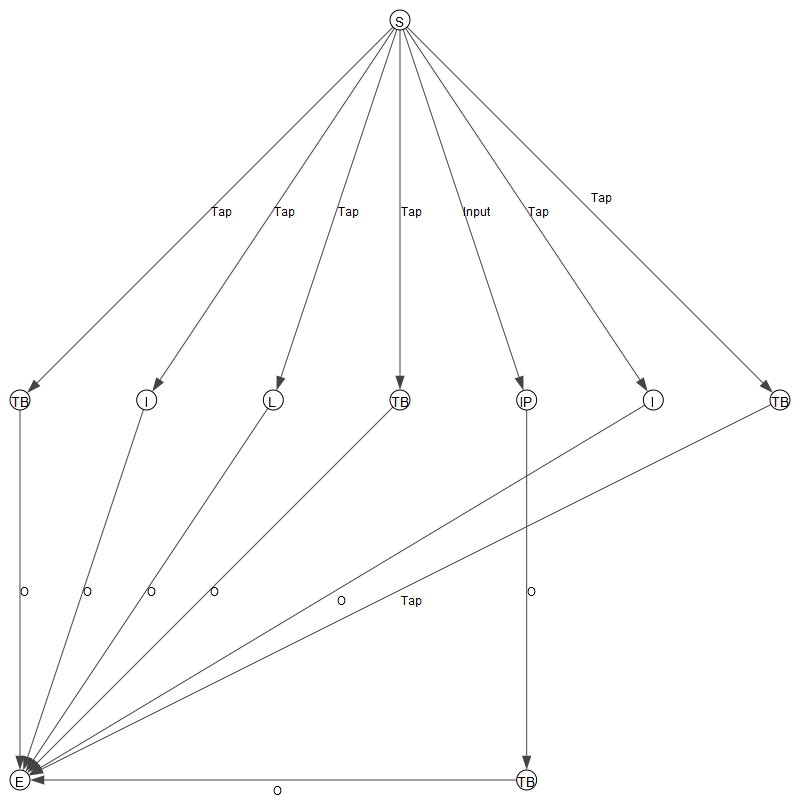 S
Tap
Tap Tap Tap Tap Input Tap
TB I L TB IP I TB
O O O O O
O Tap
E TB
O